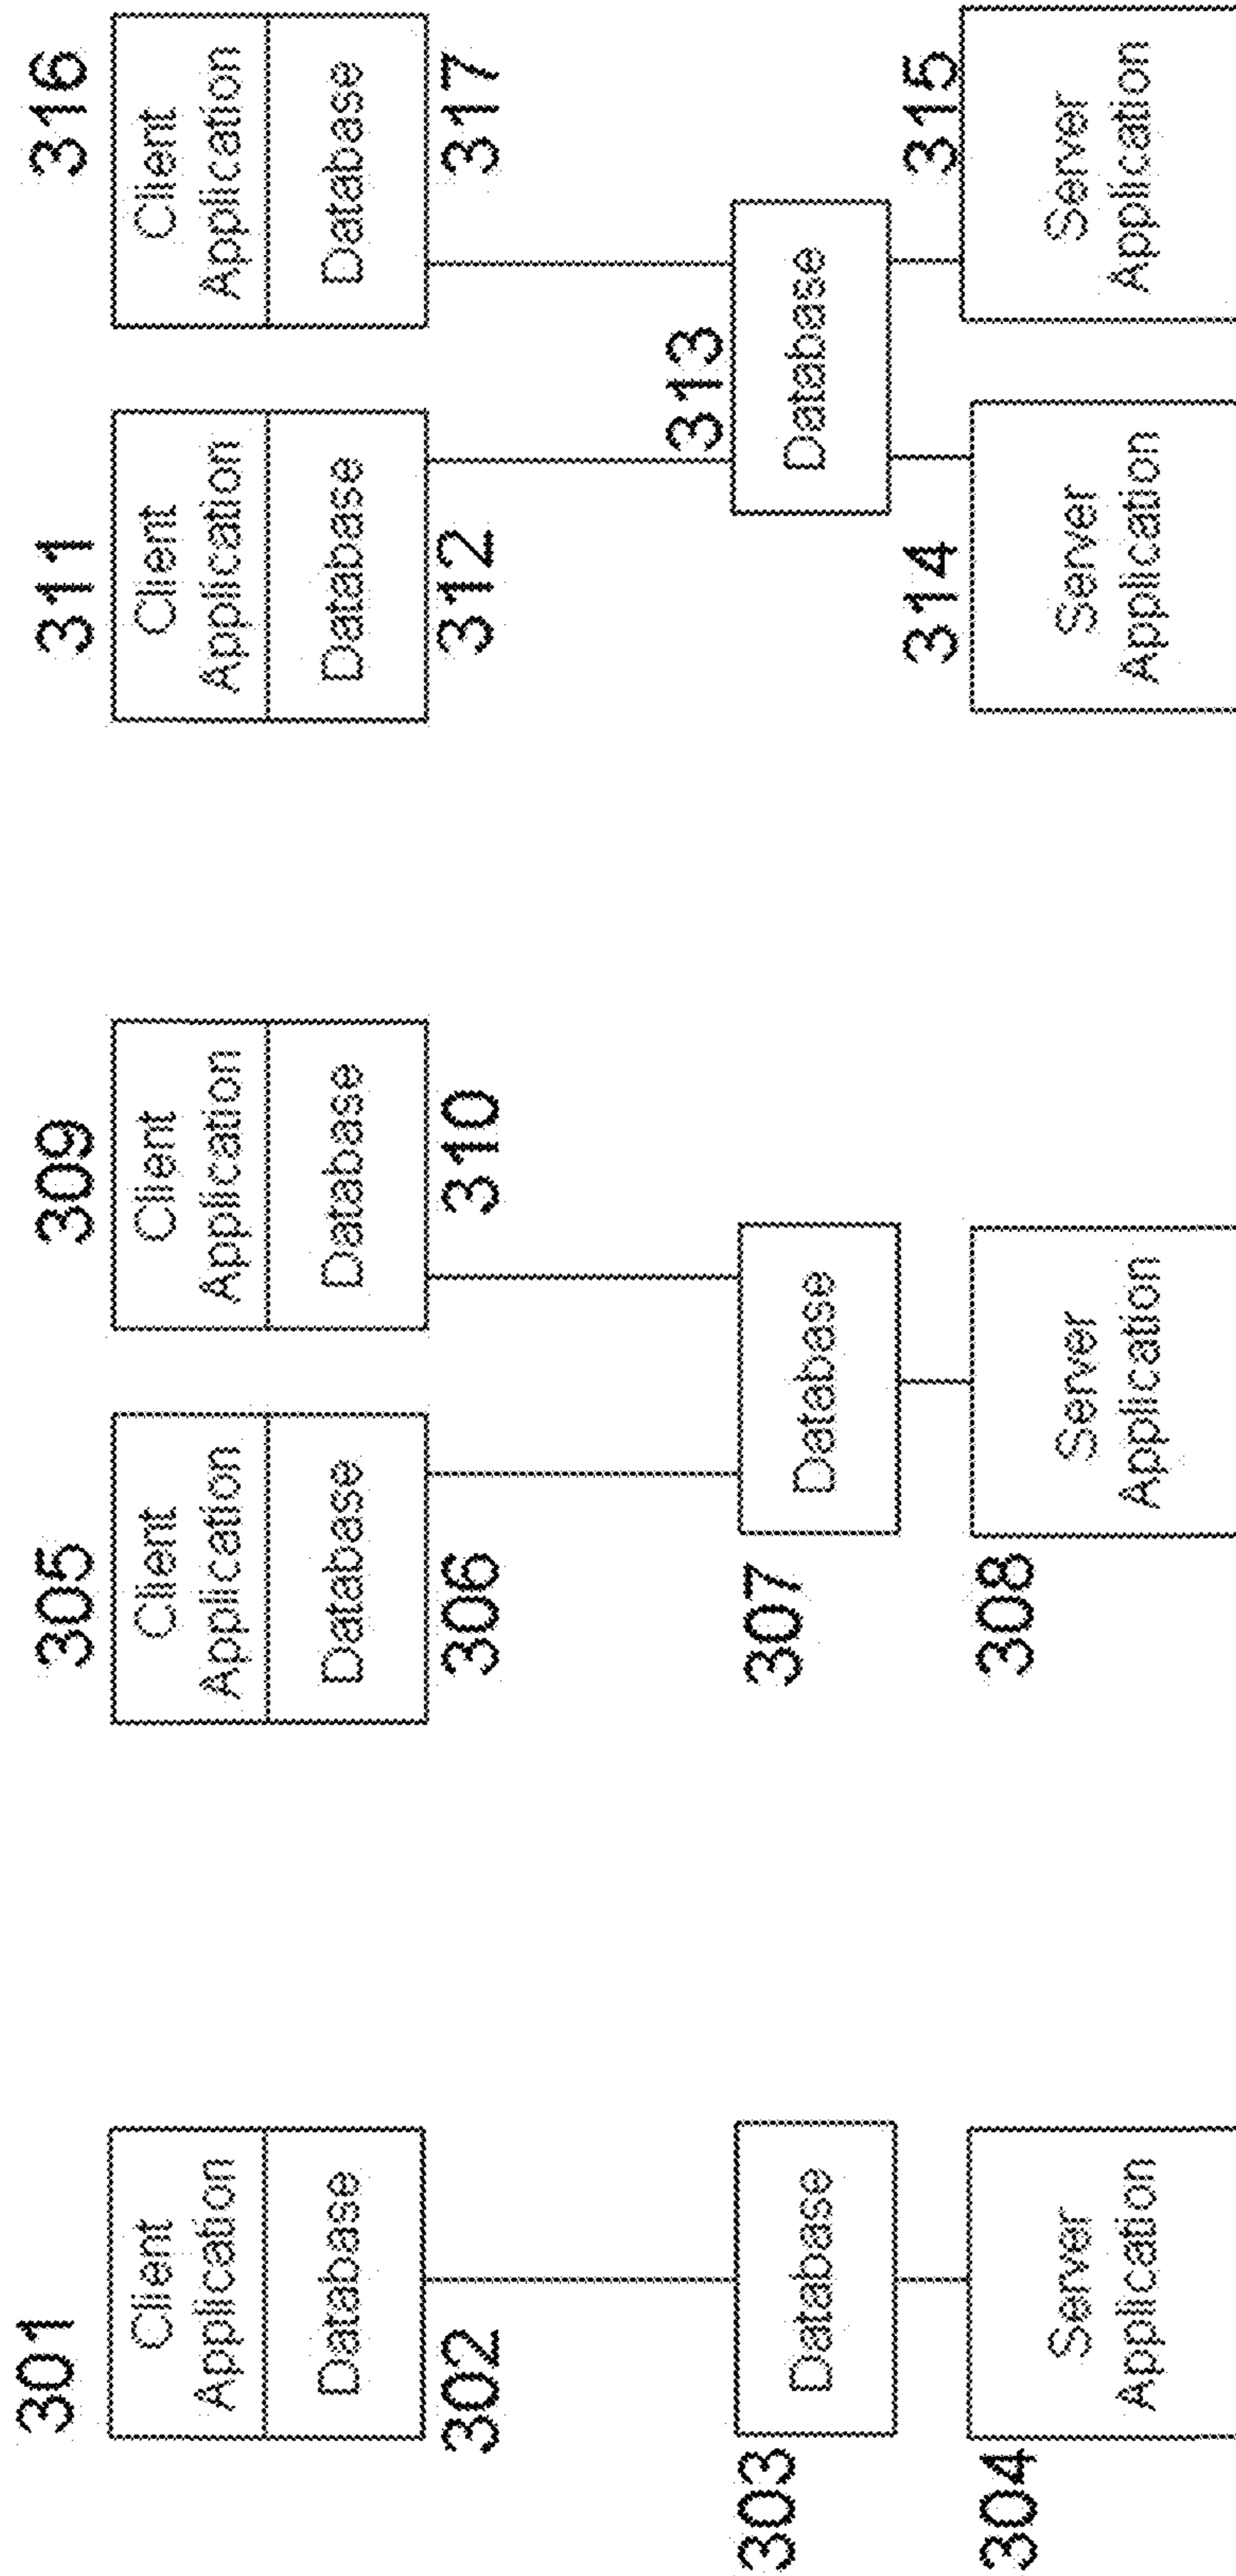 301
Client
Application
Database
302
303
Database
304
Server
Application
305
Client
Application
Database
306
309
Client
Application
Database
310
307
Database
308
Server
Application
311
Client
Application
Database
312
316
Client
Application
Database
317
313
Database
314
Server
Application
315
Server
Application